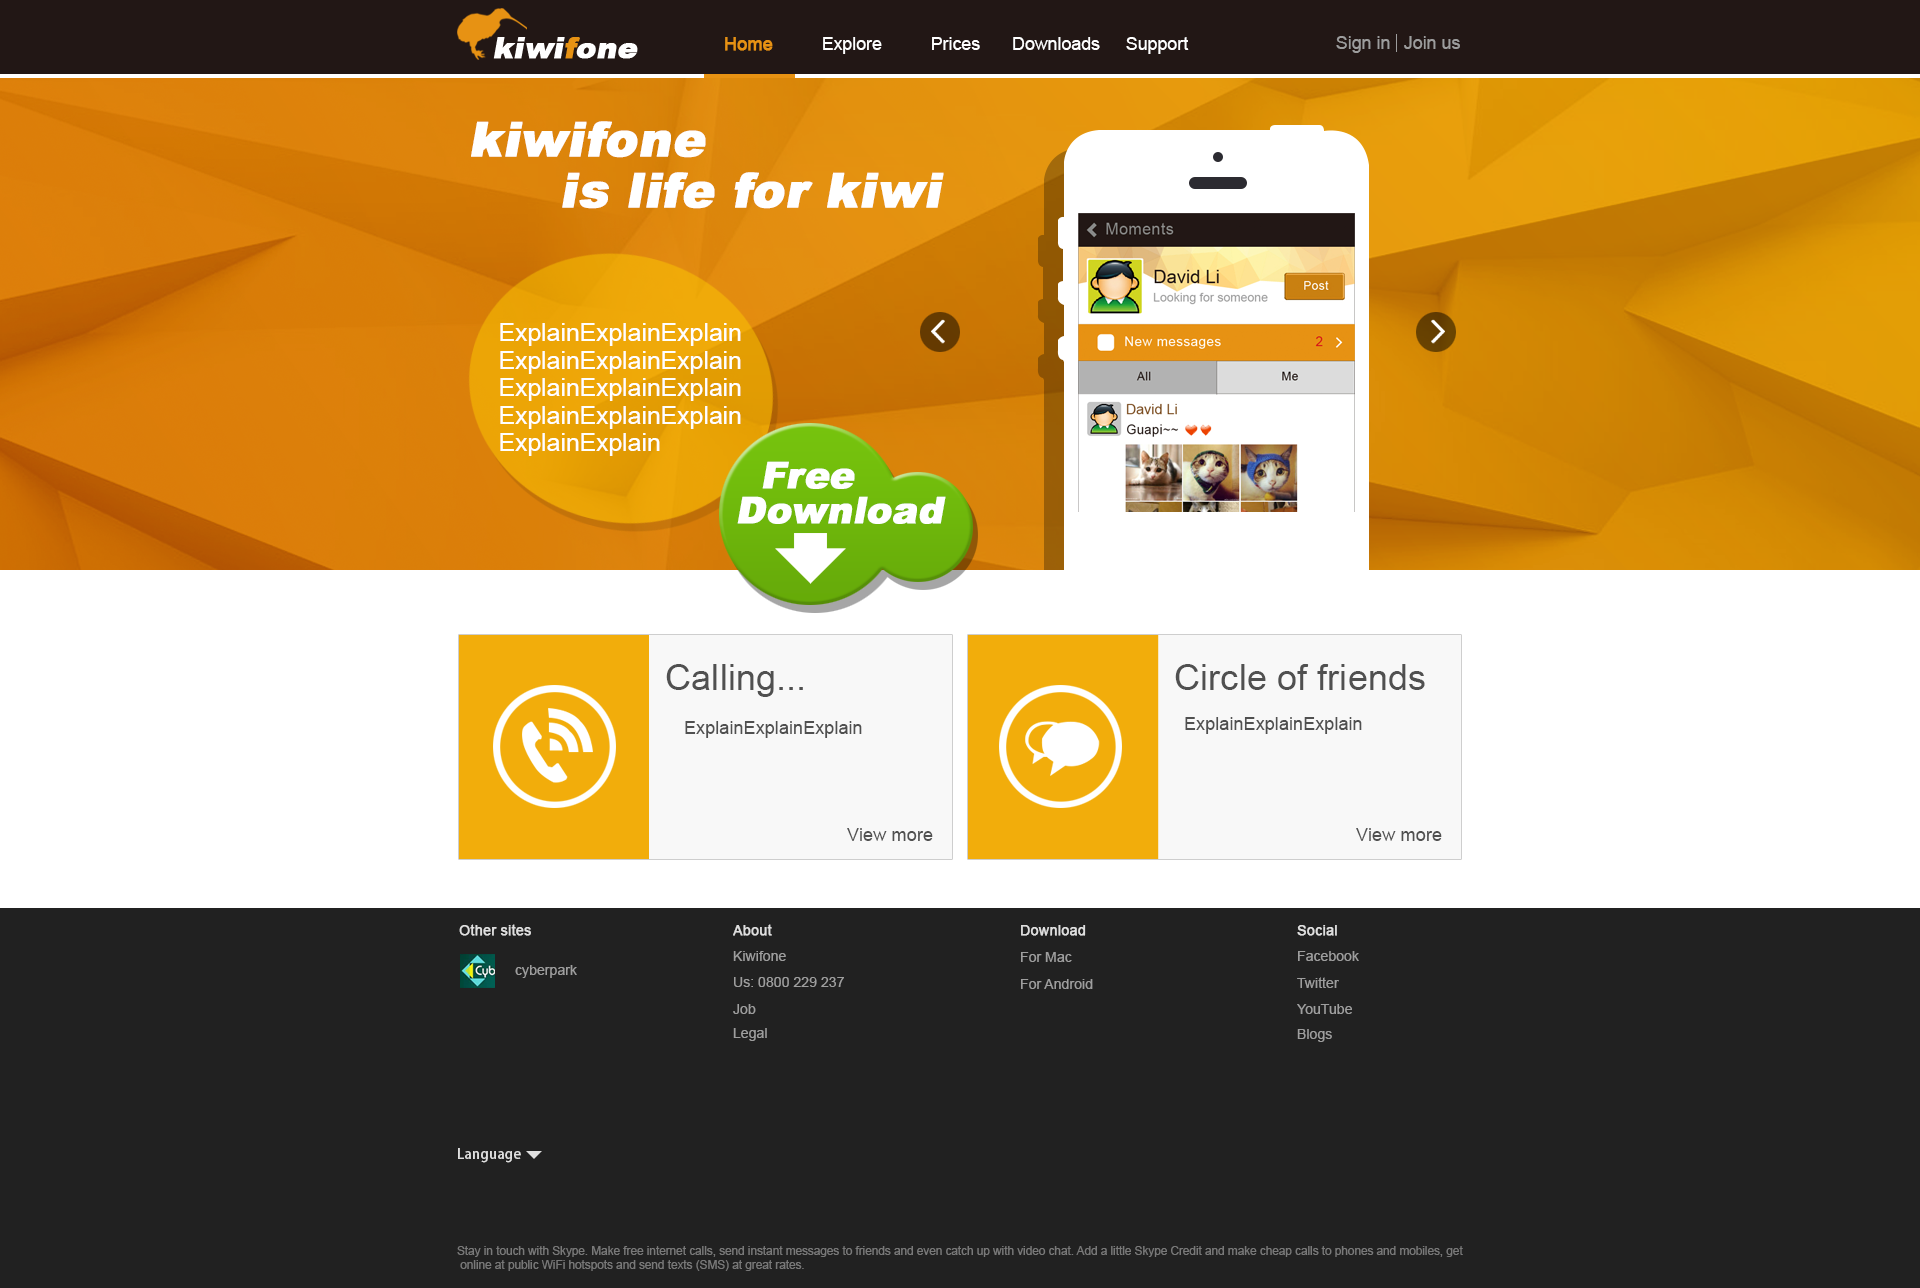 kiwifone
Home
Explore
Prices
Downloads
Support
Sign in
Join us
kiwifone
is life for kiwi
ExplainExplainExplain
ExplainExplainExplain
ExplainExplainExplain
ExplainExplainExplain
ExplainExplain
Free
Download
Moments
David Li
Looking for someone
Post
New messages 2
All
Me
David Li
Guapi~~
Calling...
ExplainExplainExplain
View more
Circle of friends
ExplainExplainExplain
View more
Other sites
Cyb
cyberpark
About
Kiwifone
Us: 0800 229 237
Job
Legal
Download
For Mac
For Android
Social
Facebook
Twitter
YouTube
Blogs
Language
Stay in touch with Skype. Make free internet calls, send instant messages to friends and even catch up with video chat. Add a little Skype Credit and make cheap calls to phones and mobiles, get
online at public WiFi hotspots and send texts (SMS) at great rates.